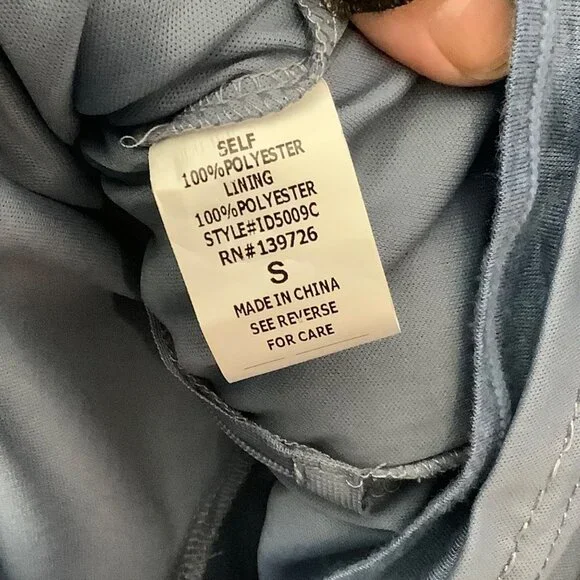 SELF
100%POLYESTER
LINING
100%POLYESTER
STYLE#ID5009C
RN#139726
S
MADE IN CHINA
SEE REVERSE
FOR CARE